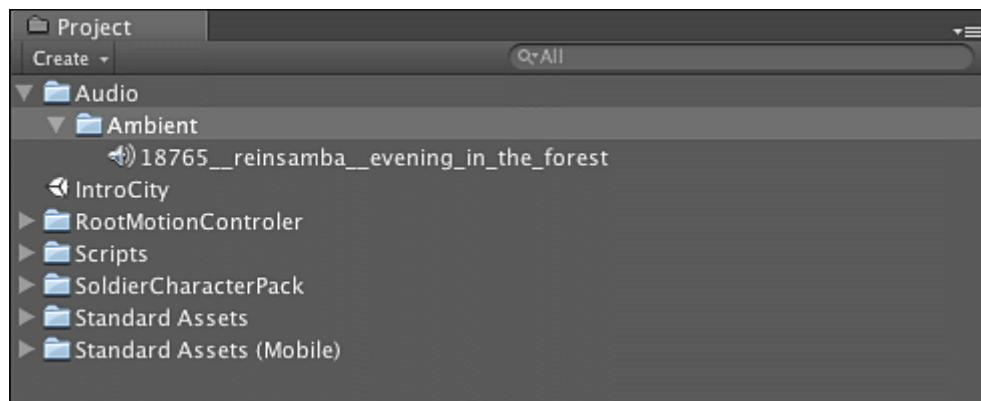 Project
Create
All
Audio
Ambient
18765__reinsamba__evening_in_the_forest
IntroCity
RootMotionControler
Scripts
SoldierCharacterPack
Standard Assets
Standard Assets (Mobile)